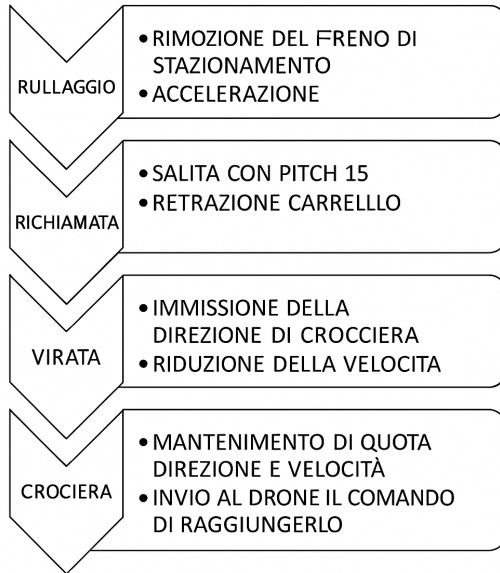 RULLAGGIO
• RIMOZIONE DEL FRENO DI
STAZIONAMENTO
• ACCELERAZIONE
RICHIAMATA
• SALITA CON PITCH 15
• RETRAZIONE CARRELLLO
VIRATA
• IMMISSIONE DELLA
DIREZIONE DI CROCCIERA
• RIDUZIONE DELLA VELOCITA
CROCIERA
• MANTENIMENTO DI QUOTA
DIREZIONE E VELOCITÀ
• INVIO AL DRONE IL COMANDO
DI RAGGIUNGERLO